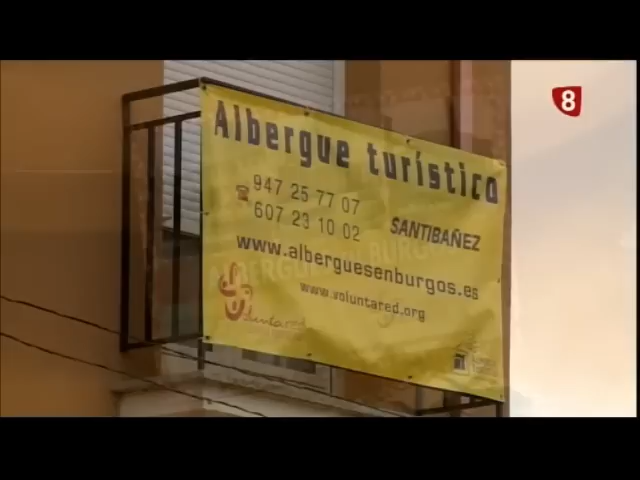 8
Albergue turístico
947 25 77 07
607 23 10 02
SANTIBAÑEZ
www.alberguesenburgos.es
www.voluntared.org